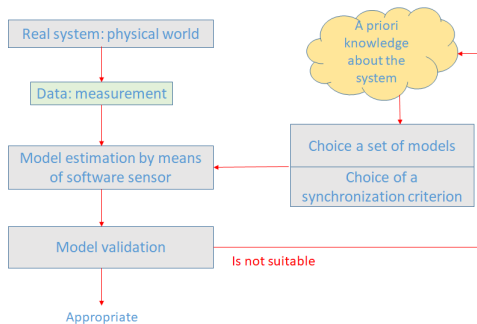 Real system: physical world
A priori
knowledge
about the
system
Data: measurement
Model estimation by means
of software sensor
Choice a set of models
Choice of a
synchronization criterion
Model validation
Is not suitable
Appropriate